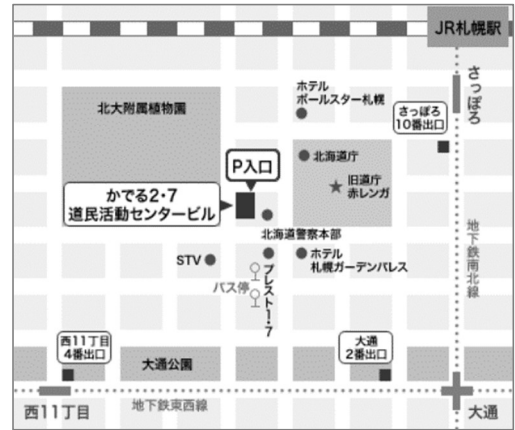 JR札幌駅
さっぽろ
ホテル
ポールスター札幌
北大附属植物園
さっぽろ
10番出口
P入口
北海道庁
旧道庁
赤レンガ
かでる2・7
道民活動センタービル
北海道警察本部
地下鉄南北線
STV
プレスト1・7
ホテル
札幌ガーデンパレス
バス停
西11丁目
4番出口
大通公園
大通
2番出口
西11丁目
地下鉄東西線
大通